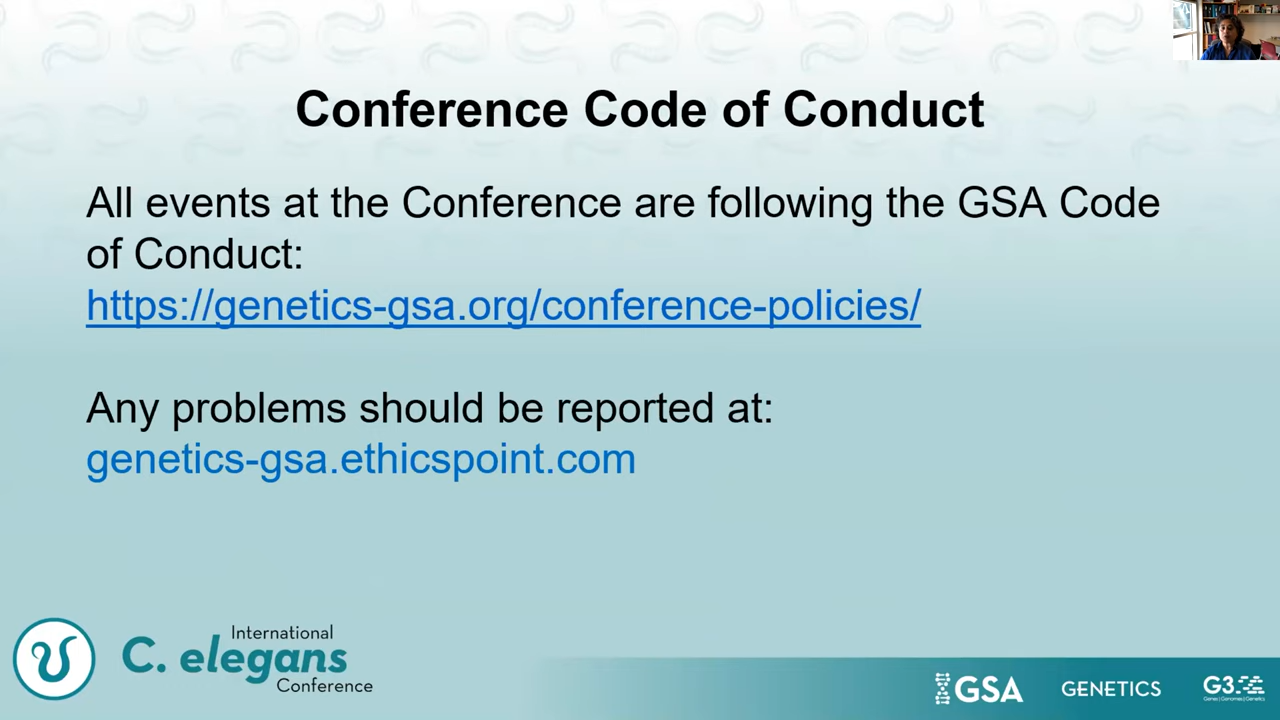 Conference Code of Conduct
All events at the Conference are following the GSA Code
of Conduct:
https://genetics-gsa.org/conference-policies/
Any problems should be reported at:
genetics-gsa.ethicspoint.com
International
C. elegans
Conference
GSA
GENETICS
G3
Genes | Genomes | Genetics